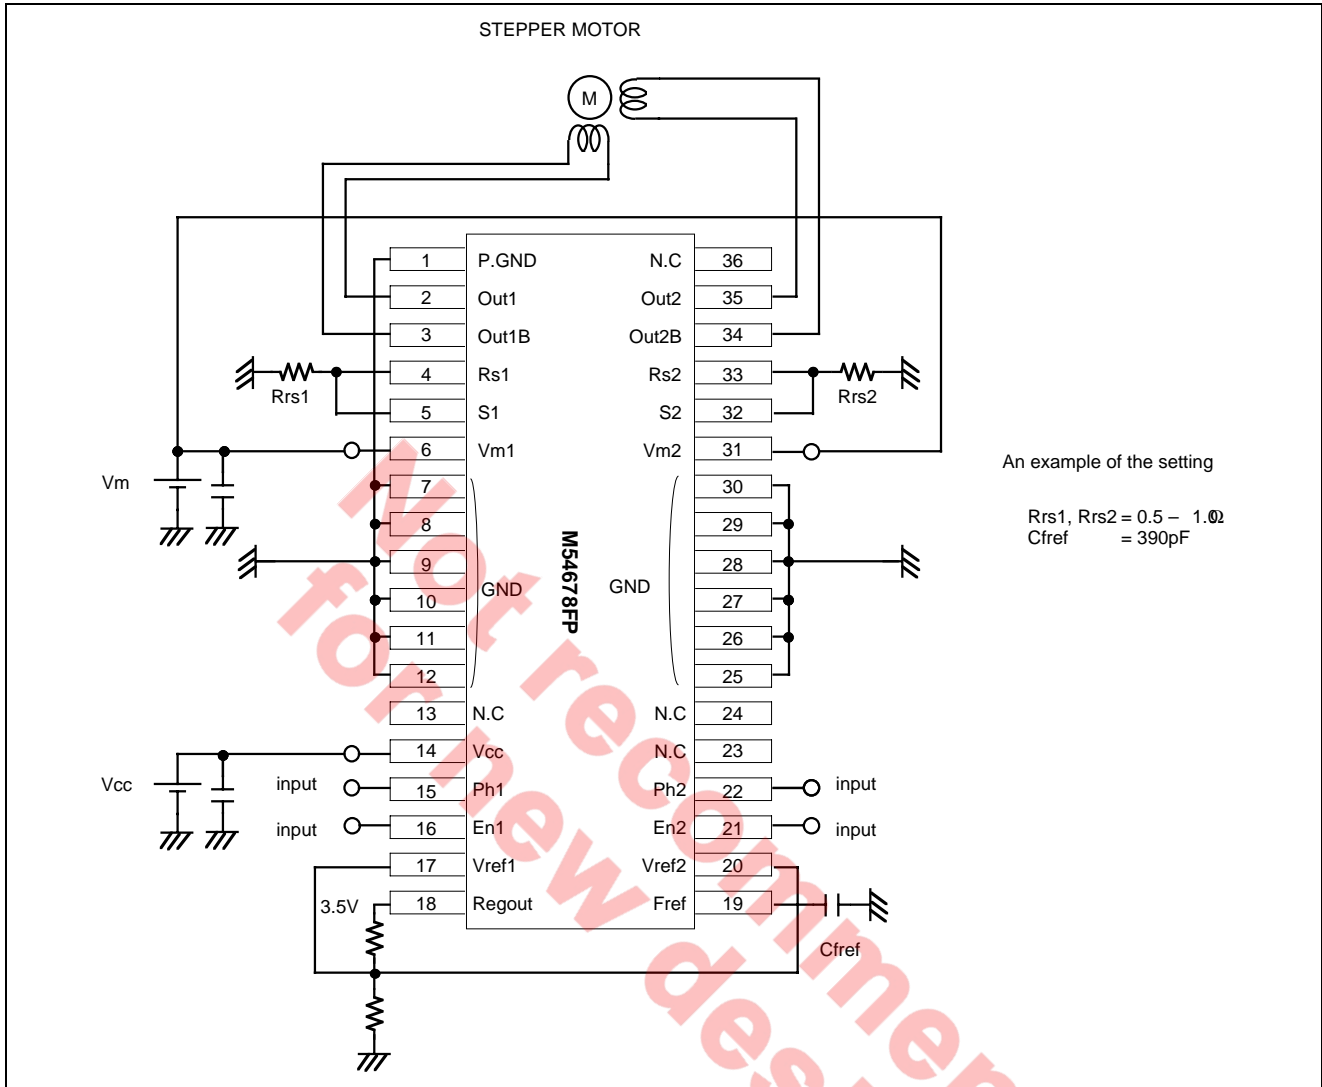 STEPPER MOTOR
M
1 P.GND N.C 36
2 Out1 Out2 35
3 Out1B Out2B 34
4 Rs1 Rs2 33
Rrs1 Rrs2
5 S1 S2 32
6 Vm1 Vm2 31
Vm
An example of the setting
Rrs1, Rrs2 = 0.5 – 1.0Ω
Cfref = 390pF
7 30
8 29
9 28
GND GND
10 27
11 26
12 25
M54678FP
13 N.C N.C 24
14 Vcc N.C 23
Vcc
input 15 Ph1 Ph2 22 input
input 16 En1 En2 21 input
17 Vref1 Vref2 20
3.5V 18 Regout Fref 19
Cfref
Not recommen
for new des